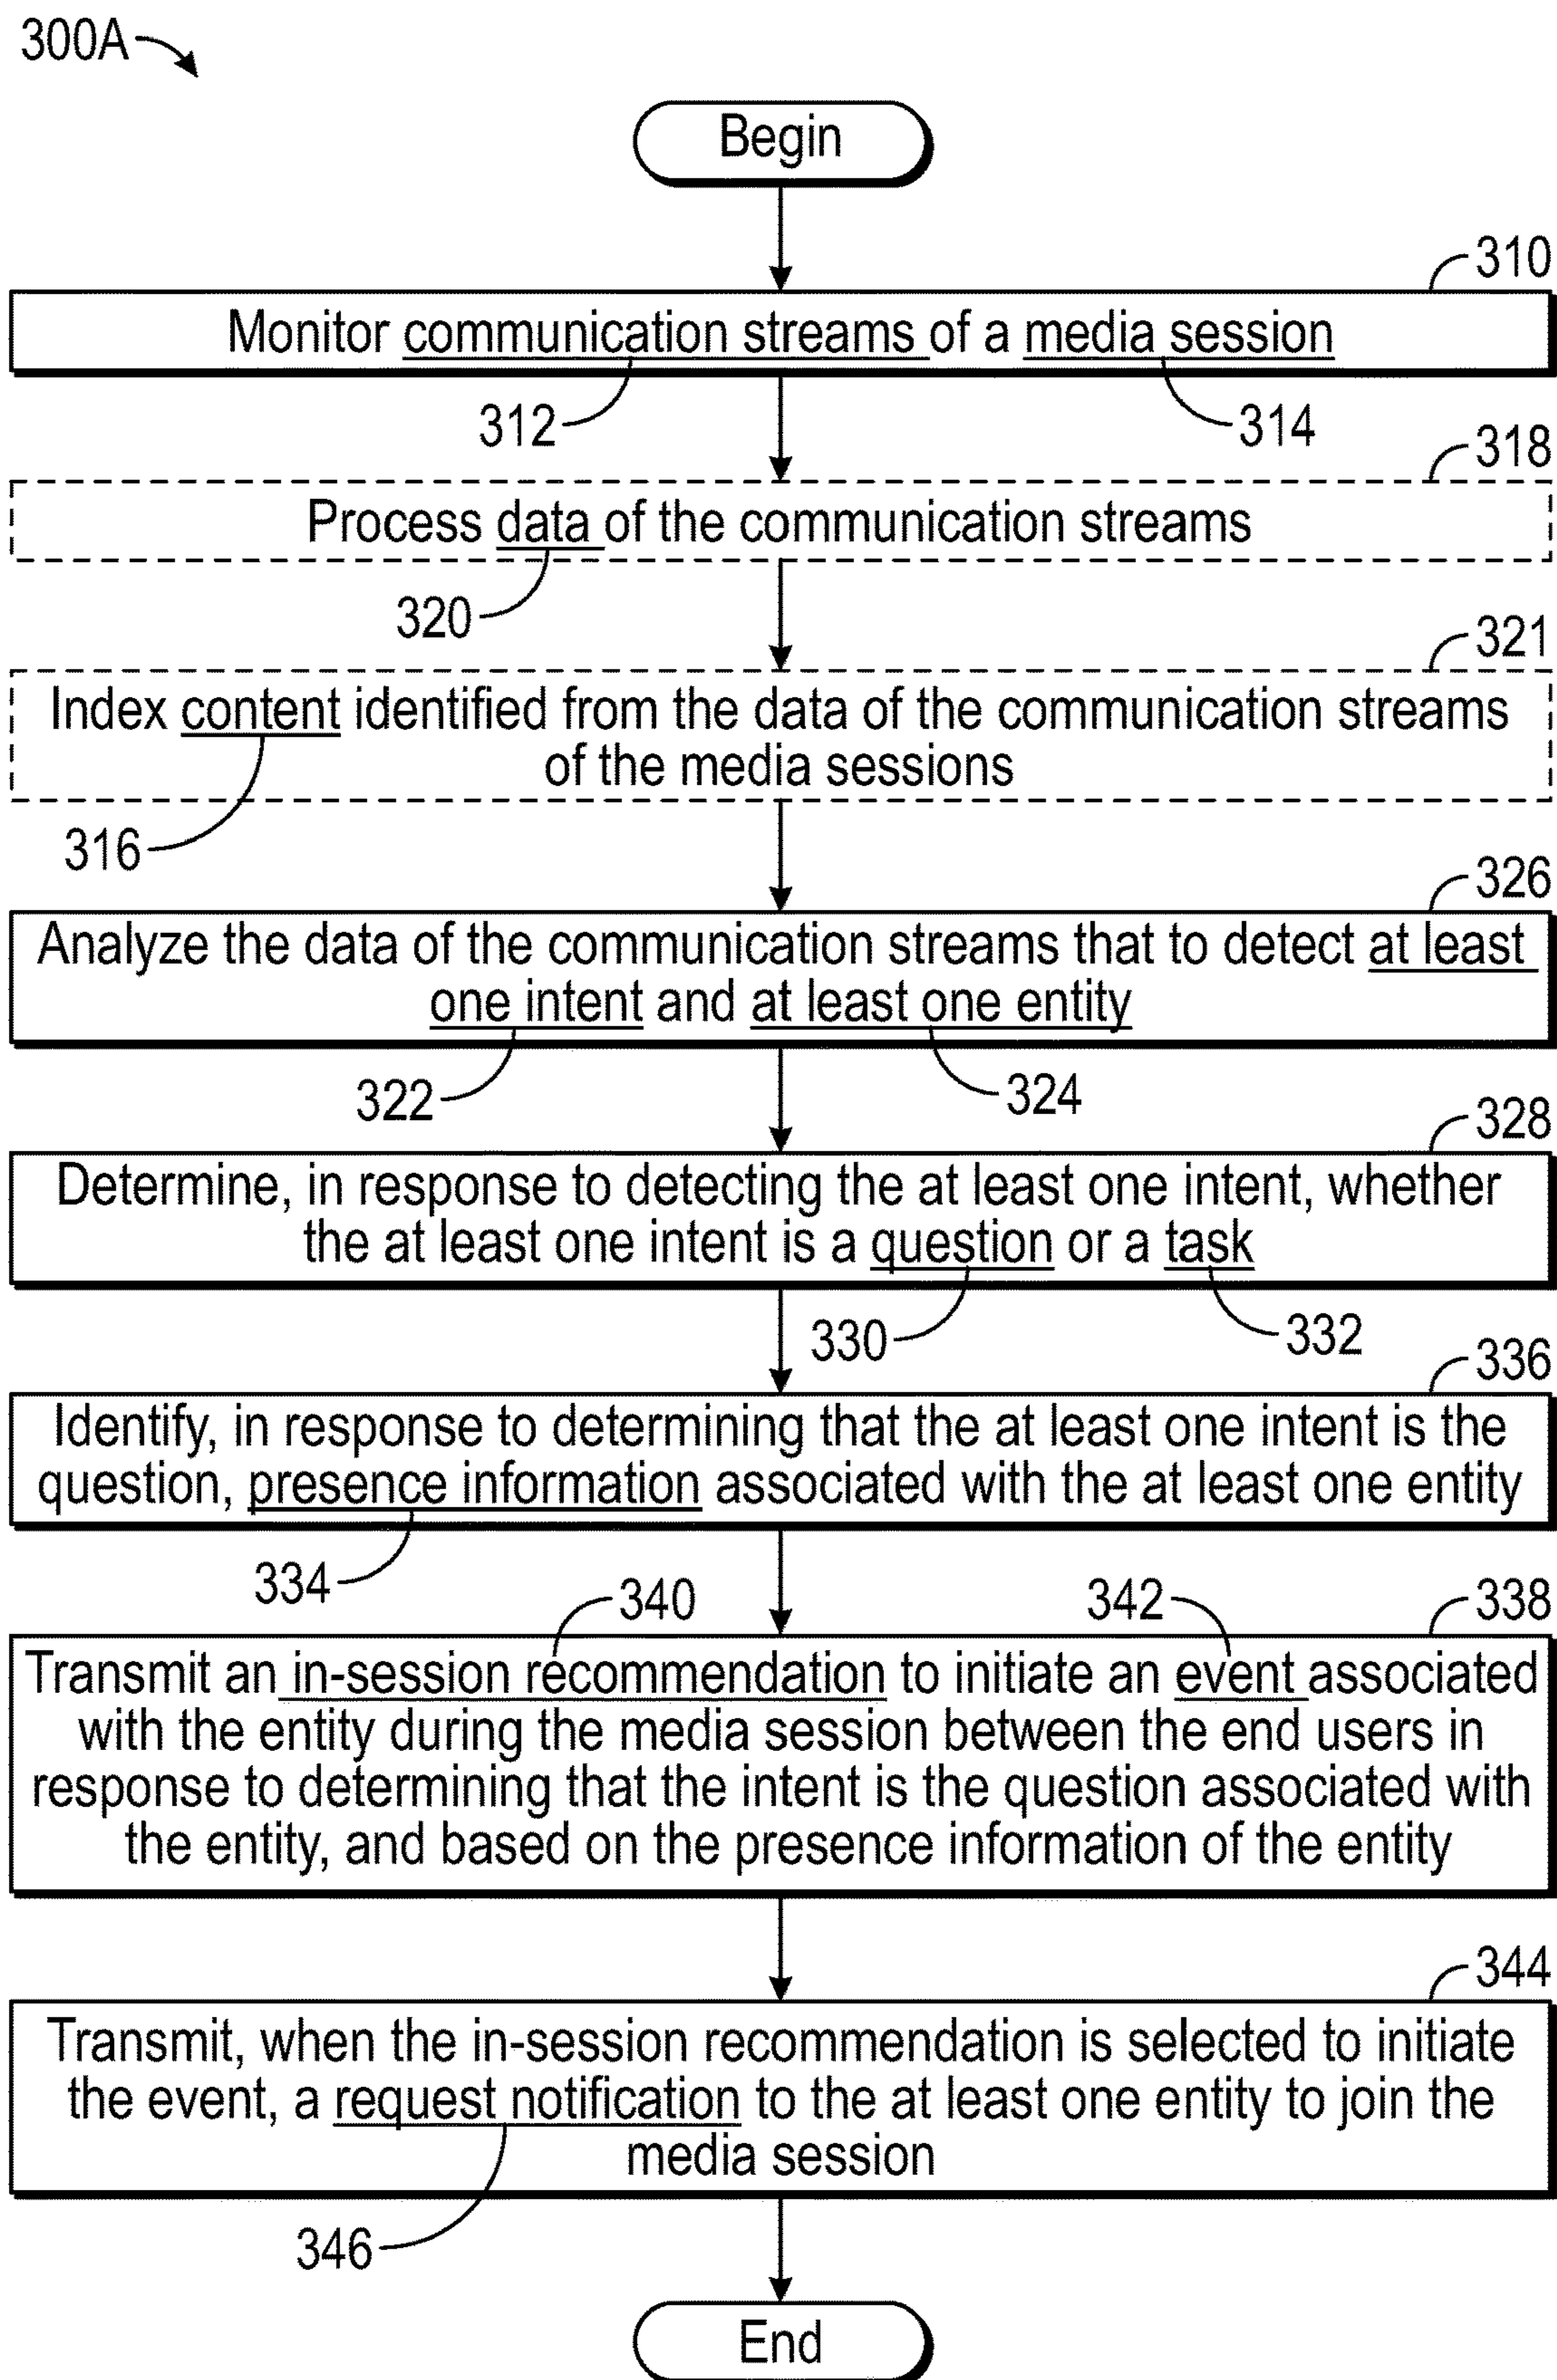 300A
Begin
310
Monitor communication streams of a media session
312
314
318
Process data of the communication streams
320
321
Index content identified from the data of the communication streams
of the media sessions
316
326
Analyze the data of the communication streams that to detect at least
one intent and at least one entity
322
324
328
Determine, in response to detecting the at least one intent, whether
the at least one intent is a question or a task
330
332
336
Identify, in response to determining that the at least one intent is the
question, presence information associated with the at least one entity
334
340
342
338
Transmit an in-session recommendation to initiate an event associated
with the entity during the media session between the end users in
response to determining that the intent is the question associated with
the entity, and based on the presence information of the entity
344
Transmit, when the in-session recommendation is selected to initiate
the event, a request notification to the at least one entity to join the
media session
346
End